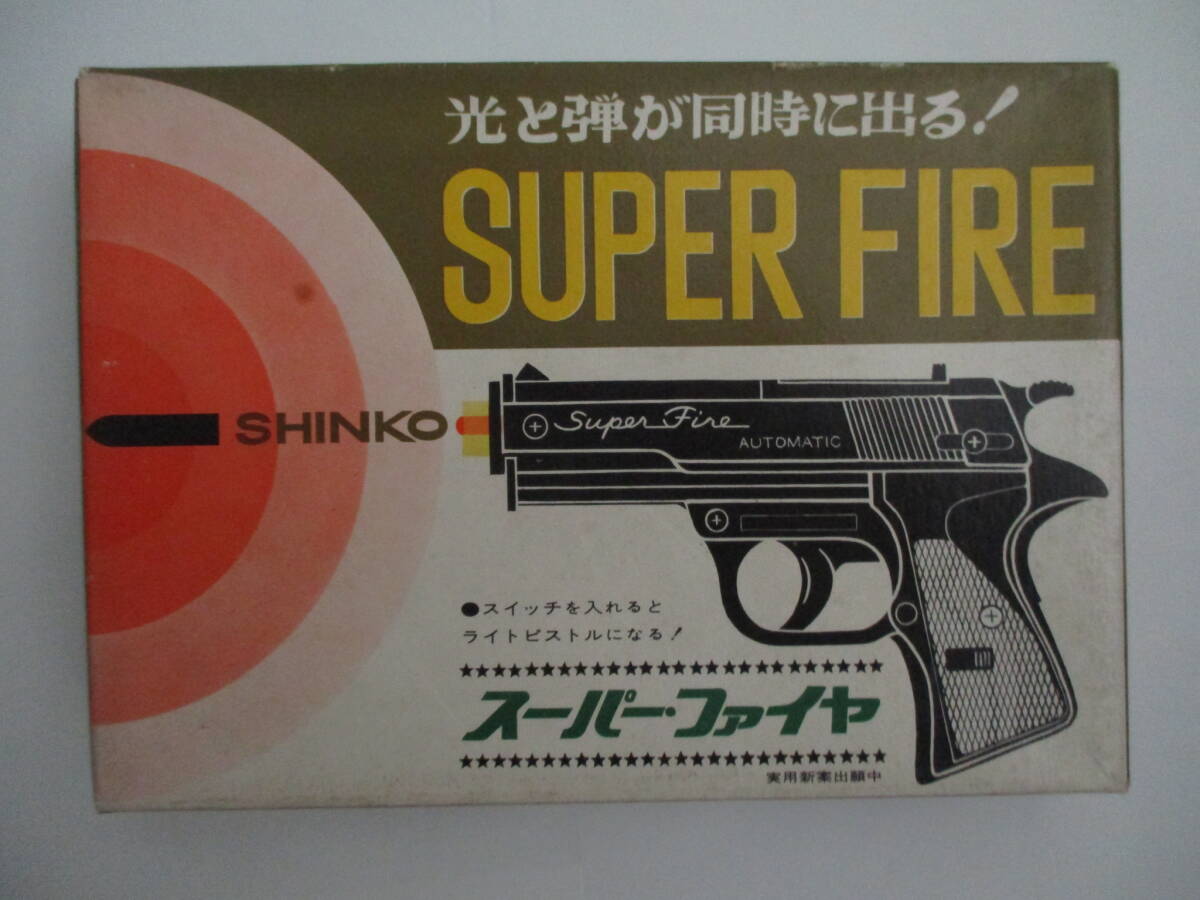 光と弾が同時に出る!
SUPER FIRE
SHINKO
Super Fire
AUTOMATIC
●スイッチを入れると
ライトピストルになる!
スーパー・ファイヤ
実用新案出願中